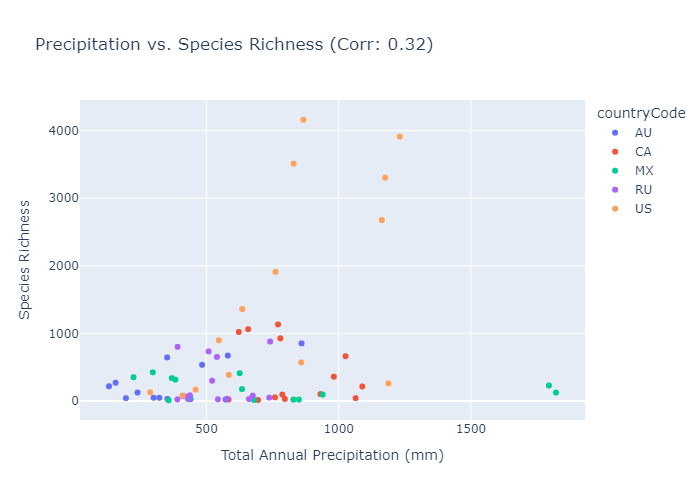 Precipitation vs. Species Richness (Corr: 0.32)
countryCode
AU
CA
MX
RU
US
Species Richness
4000
3000
2000
1000
0
500
1000
1500
Total Annual Precipitation (mm)